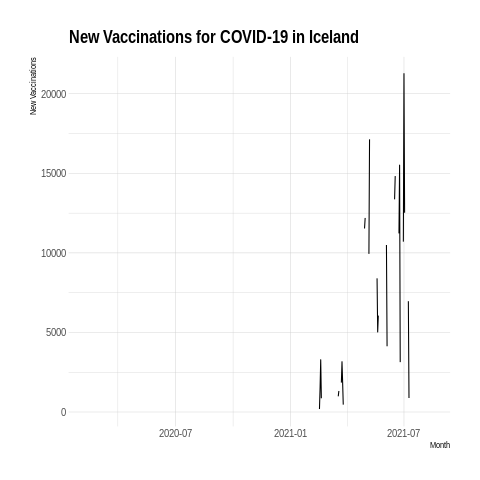 New Vaccinations for COVID-19 in Iceland
New Vaccinations
20000
15000
10000
5000
0
2020-07 2021-01 2021-07
Month